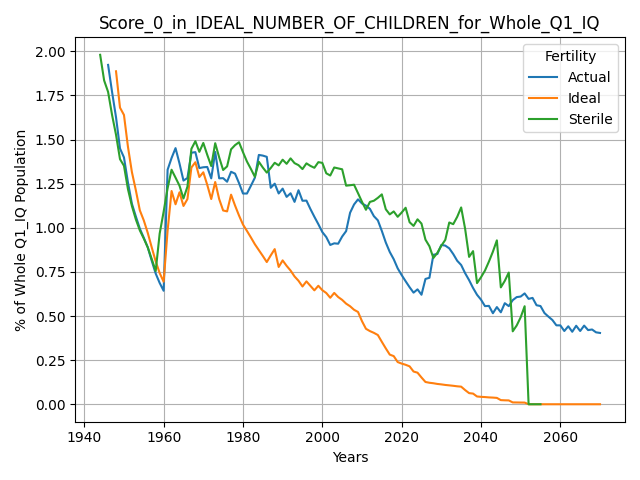 Score_0_in_IDEAL_NUMBER_OF_CHILDREN_for_Whole_Q1_IQ
% of Whole Q1_IQ Population
2.00
1.75
1.50
1.25
1.00
0.75
0.50
0.25
0.00
Fertility
Actual
Ideal
Sterile
1940
1960
1980
2000
2020
2040
2060
Years